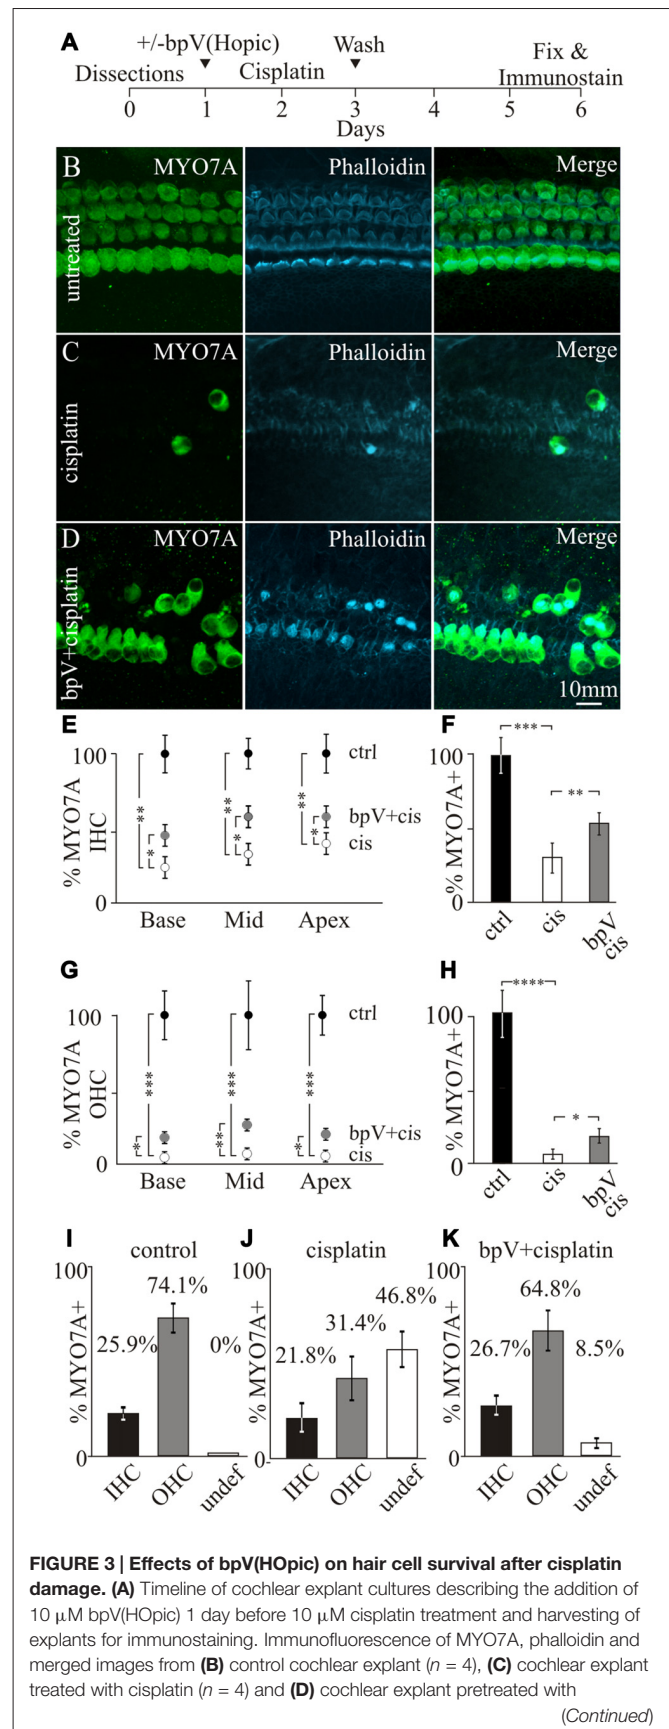 A
+/-bpV(Hopic)
Wash
Fix &
Dissections
Cisplatin
Immunostain
0 1 2 3 4 5 6
Days
B
MYO7A
Phalloidin
Merge
untreated
C
MYO7A
Phalloidin
Merge
cisplatin
D
MYO7A
Phalloidin
Merge
bpV+cisplatin
10mm
E
% MYO7A
IHC
100
0
**
*
**
*
**
*
ctrl
bpV+cis
cis
Base Mid Apex
F
% MYO7A+
100
0
***
**
ctrl
cis
bpV
cis
G
% MYO7A
OHC
100
0
***
*
***
**
***
*
ctrl
bpV+cis
cis
Base Mid Apex
H
% MYO7A+
100
0
****
*
ctrl
cis
bpV
cis
I
control
% MYO7A+
100
0
25.9%
74.1%
0%
IHC
OHC
undef
J
cisplatin
% MYO7A+
100
0
21.8%
31.4%
46.8%
IHC
OHC
undef
K
bpV+cisplatin
% MYO7A+
100
0
26.7%
64.8%
8.5%
IHC
OHC
undef
FIGURE 3 | Effects of bpV(HOpic) on hair cell survival after cisplatin
damage. (A) Timeline of cochlear explant cultures describing the addition of
10 μM bpV(HOpic) 1 day before 10 μM cisplatin treatment and harvesting of
explants for immunostaining. Immunofluorescence of MYO7A, phalloidin and
merged images from (B) control cochlear explant (n = 4), (C) cochlear explant
treated with cisplatin (n = 4) and (D) cochlear explant pretreated with
(Continued)